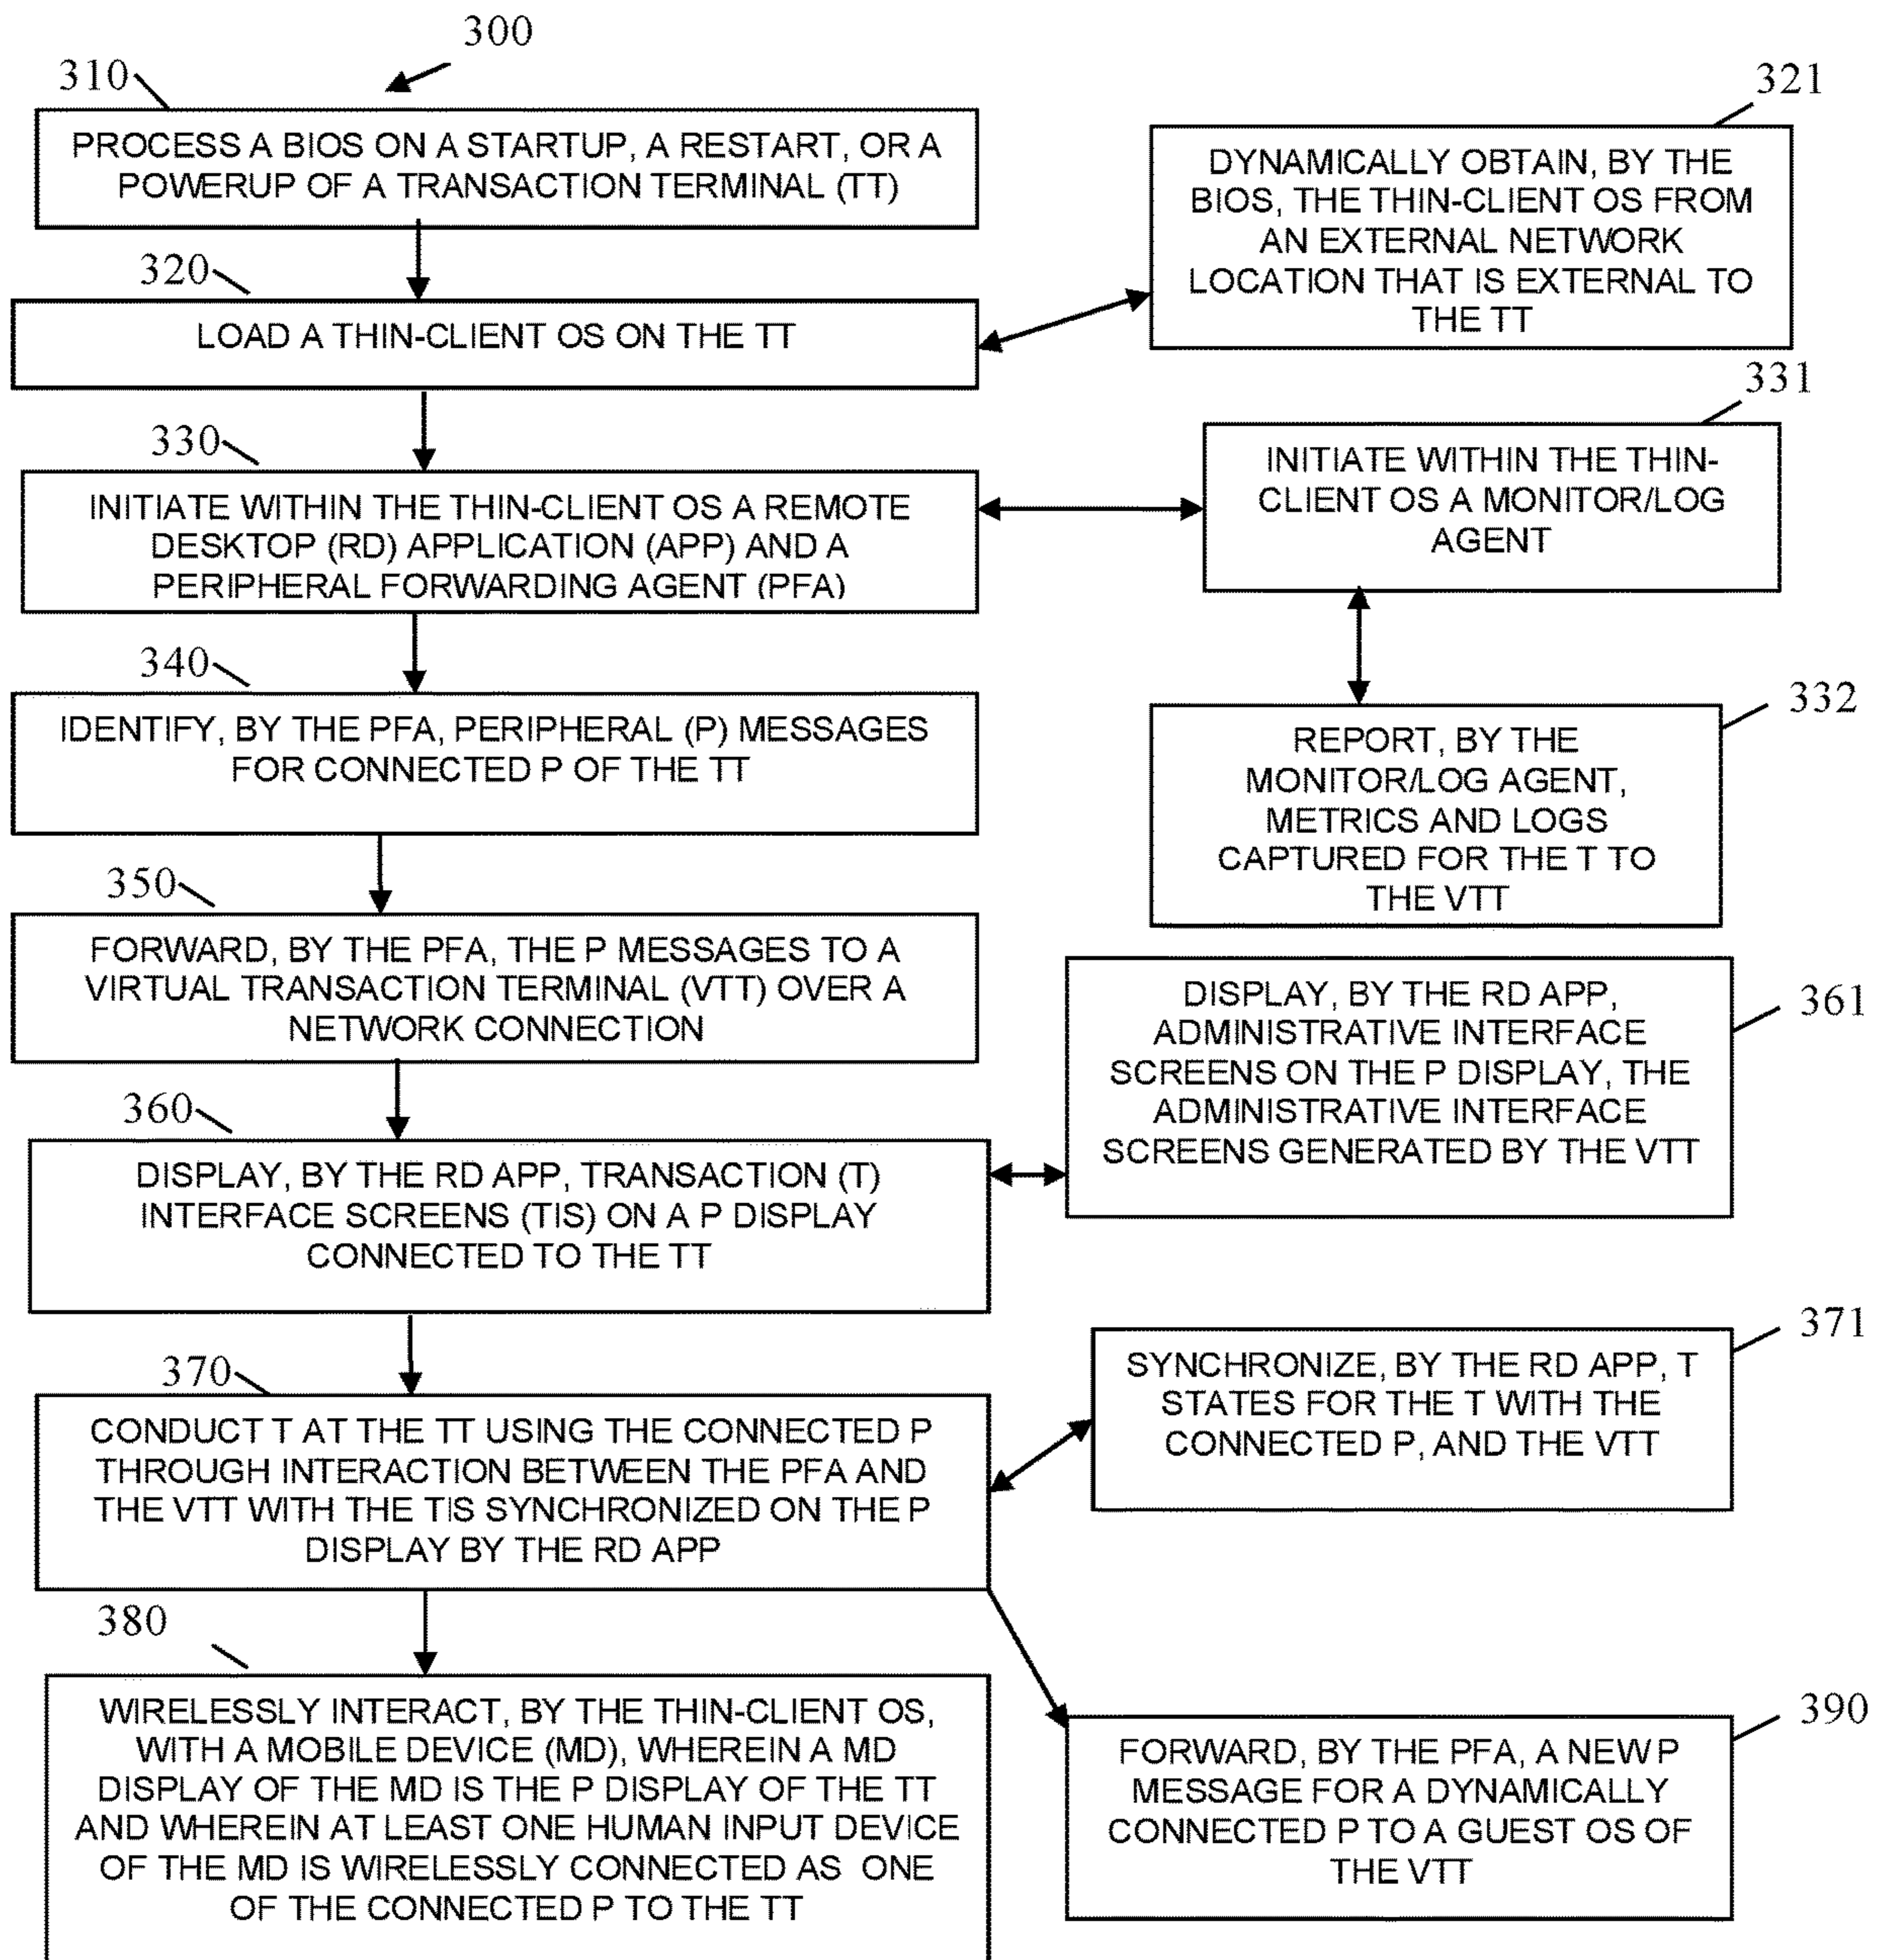 300
310
PROCESS A BIOS ON A STARTUP, A RESTART, OR A
POWERUP OF A TRANSACTION TERMINAL (TT)
321
DYNAMICALLY OBTAIN, BY THE
BIOS, THE THIN-CLIENT OS FROM
AN EXTERNAL NETWORK
LOCATION THAT IS EXTERNAL TO
THE TT
320
LOAD A THIN-CLIENT OS ON THE TT
331
INITIATE WITHIN THE THIN-
CLIENT OS A MONITOR/LOG
AGENT
330
INITIATE WITHIN THE THIN-CLIENT OS A REMOTE
DESKTOP (RD) APPLICATION (APP) AND A
PERIPHERAL FORWARDING AGENT (PFA)
332
REPORT, BY THE
MONITOR/LOG AGENT,
METRICS AND LOGS
CAPTURED FOR THE T TO
THE VTT
340
IDENTIFY, BY THE PFA, PERIPHERAL (P) MESSAGES
FOR CONNECTED P OF THE TT
350
FORWARD, BY THE PFA, THE P MESSAGES TO A
VIRTUAL TRANSACTION TERMINAL (VTT) OVER A
NETWORK CONNECTION
361
DISPLAY, BY THE RD APP,
ADMINISTRATIVE INTERFACE
SCREENS ON THE P DISPLAY, THE
ADMINISTRATIVE INTERFACE
SCREENS GENERATED BY THE VTT
360
DISPLAY, BY THE RD APP, TRANSACTION (T)
INTERFACE SCREENS (TIS) ON A P DISPLAY
CONNECTED TO THE TT
371
SYNCHRONIZE, BY THE RD APP, T
STATES FOR THE T WITH THE
CONNECTED P, AND THE VTT
370
CONDUCT T AT THE TT USING THE CONNECTED P
THROUGH INTERACTION BETWEEN THE PFA AND
THE VTT WITH THE TIS SYNCHRONIZED ON THE P
DISPLAY BY THE RD APP
380
WIRELESSLY INTERACT, BY THE THIN-CLIENT OS,
WITH A MOBILE DEVICE (MD), WHEREIN A MD
DISPLAY OF THE MD IS THE P DISPLAY OF THE TT
AND WHEREIN AT LEAST ONE HUMAN INPUT DEVICE
OF THE MD IS WIRELESSLY CONNECTED AS ONE
OF THE CONNECTED P TO THE TT
390
FORWARD, BY THE PFA, A NEW P
MESSAGE FOR A DYNAMICALLY
CONNECTED P TO A GUEST OS OF
THE VTT